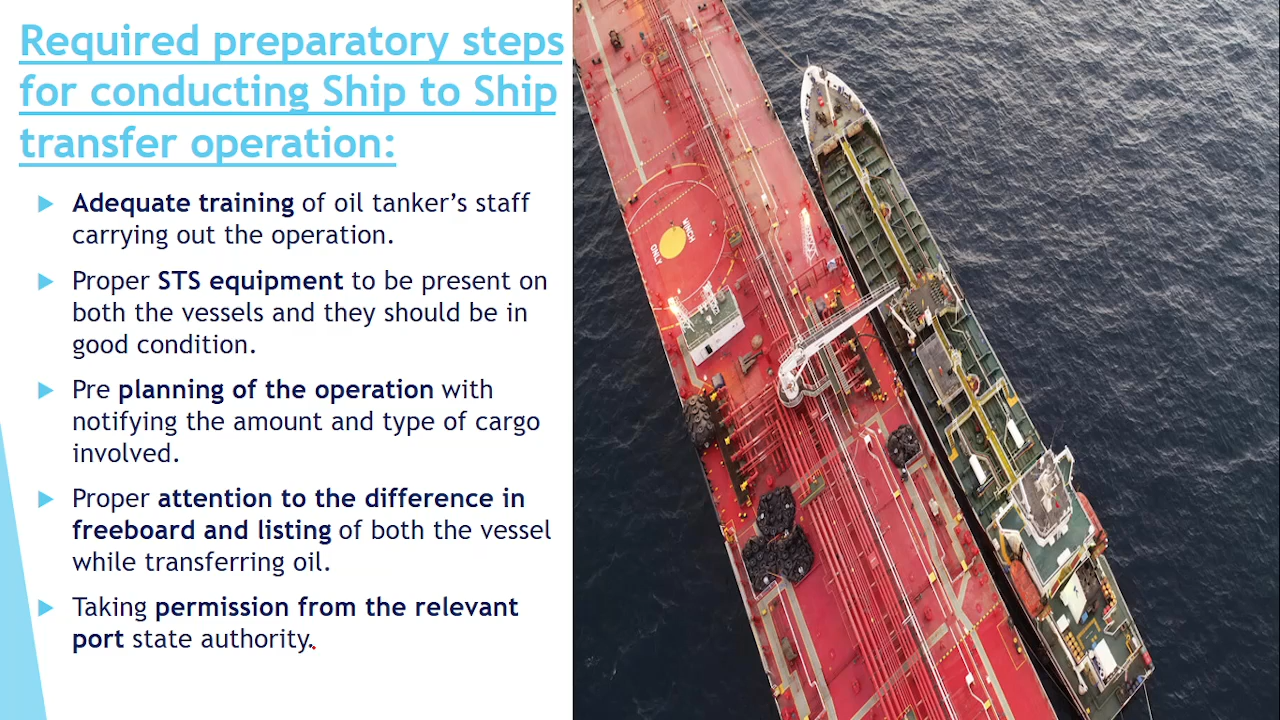 Required preparatory steps
for conducting Ship to Ship
transfer operation:
Adequate training of oil tanker’s staff
carrying out the operation.
Proper STS equipment to be present on
both the vessels and they should be in
good condition.
Pre planning of the operation with
notifying the amount and type of cargo
involved.
Proper attention to the difference in
freeboard and listing of both the vessel
while transferring oil.
Taking permission from the relevant
port state authority.
WINCH
ONLY